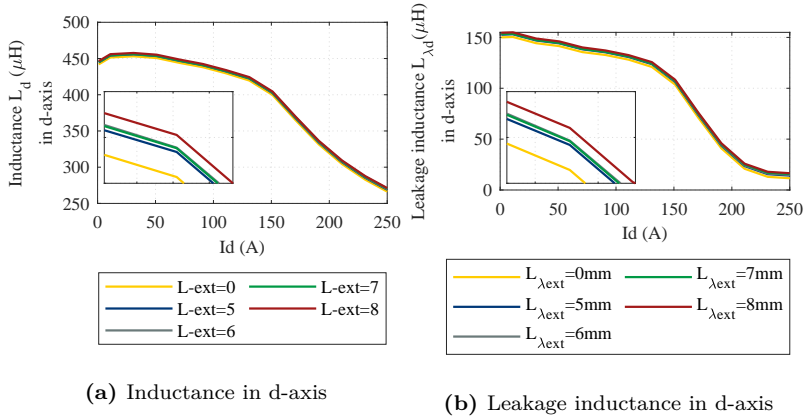 500
450
400
350
300
250
0
50
100
150
200
250
Inductance L_d (μH)
in d-axis
Id (A)
L-ext=0
L-ext=7
L-ext=5
L-ext=8
L-ext=6
(a) Inductance in d-axis
150
100
50
0
0
50
100
150
200
250
Leakage inductance L_λd(μH)
in d-axis
Id (A)
L_λext=0mm
L_λext=7mm
L_λext=5mm
L_λext=8mm
L_λext=6mm
(b) Leakage inductance in d-axis